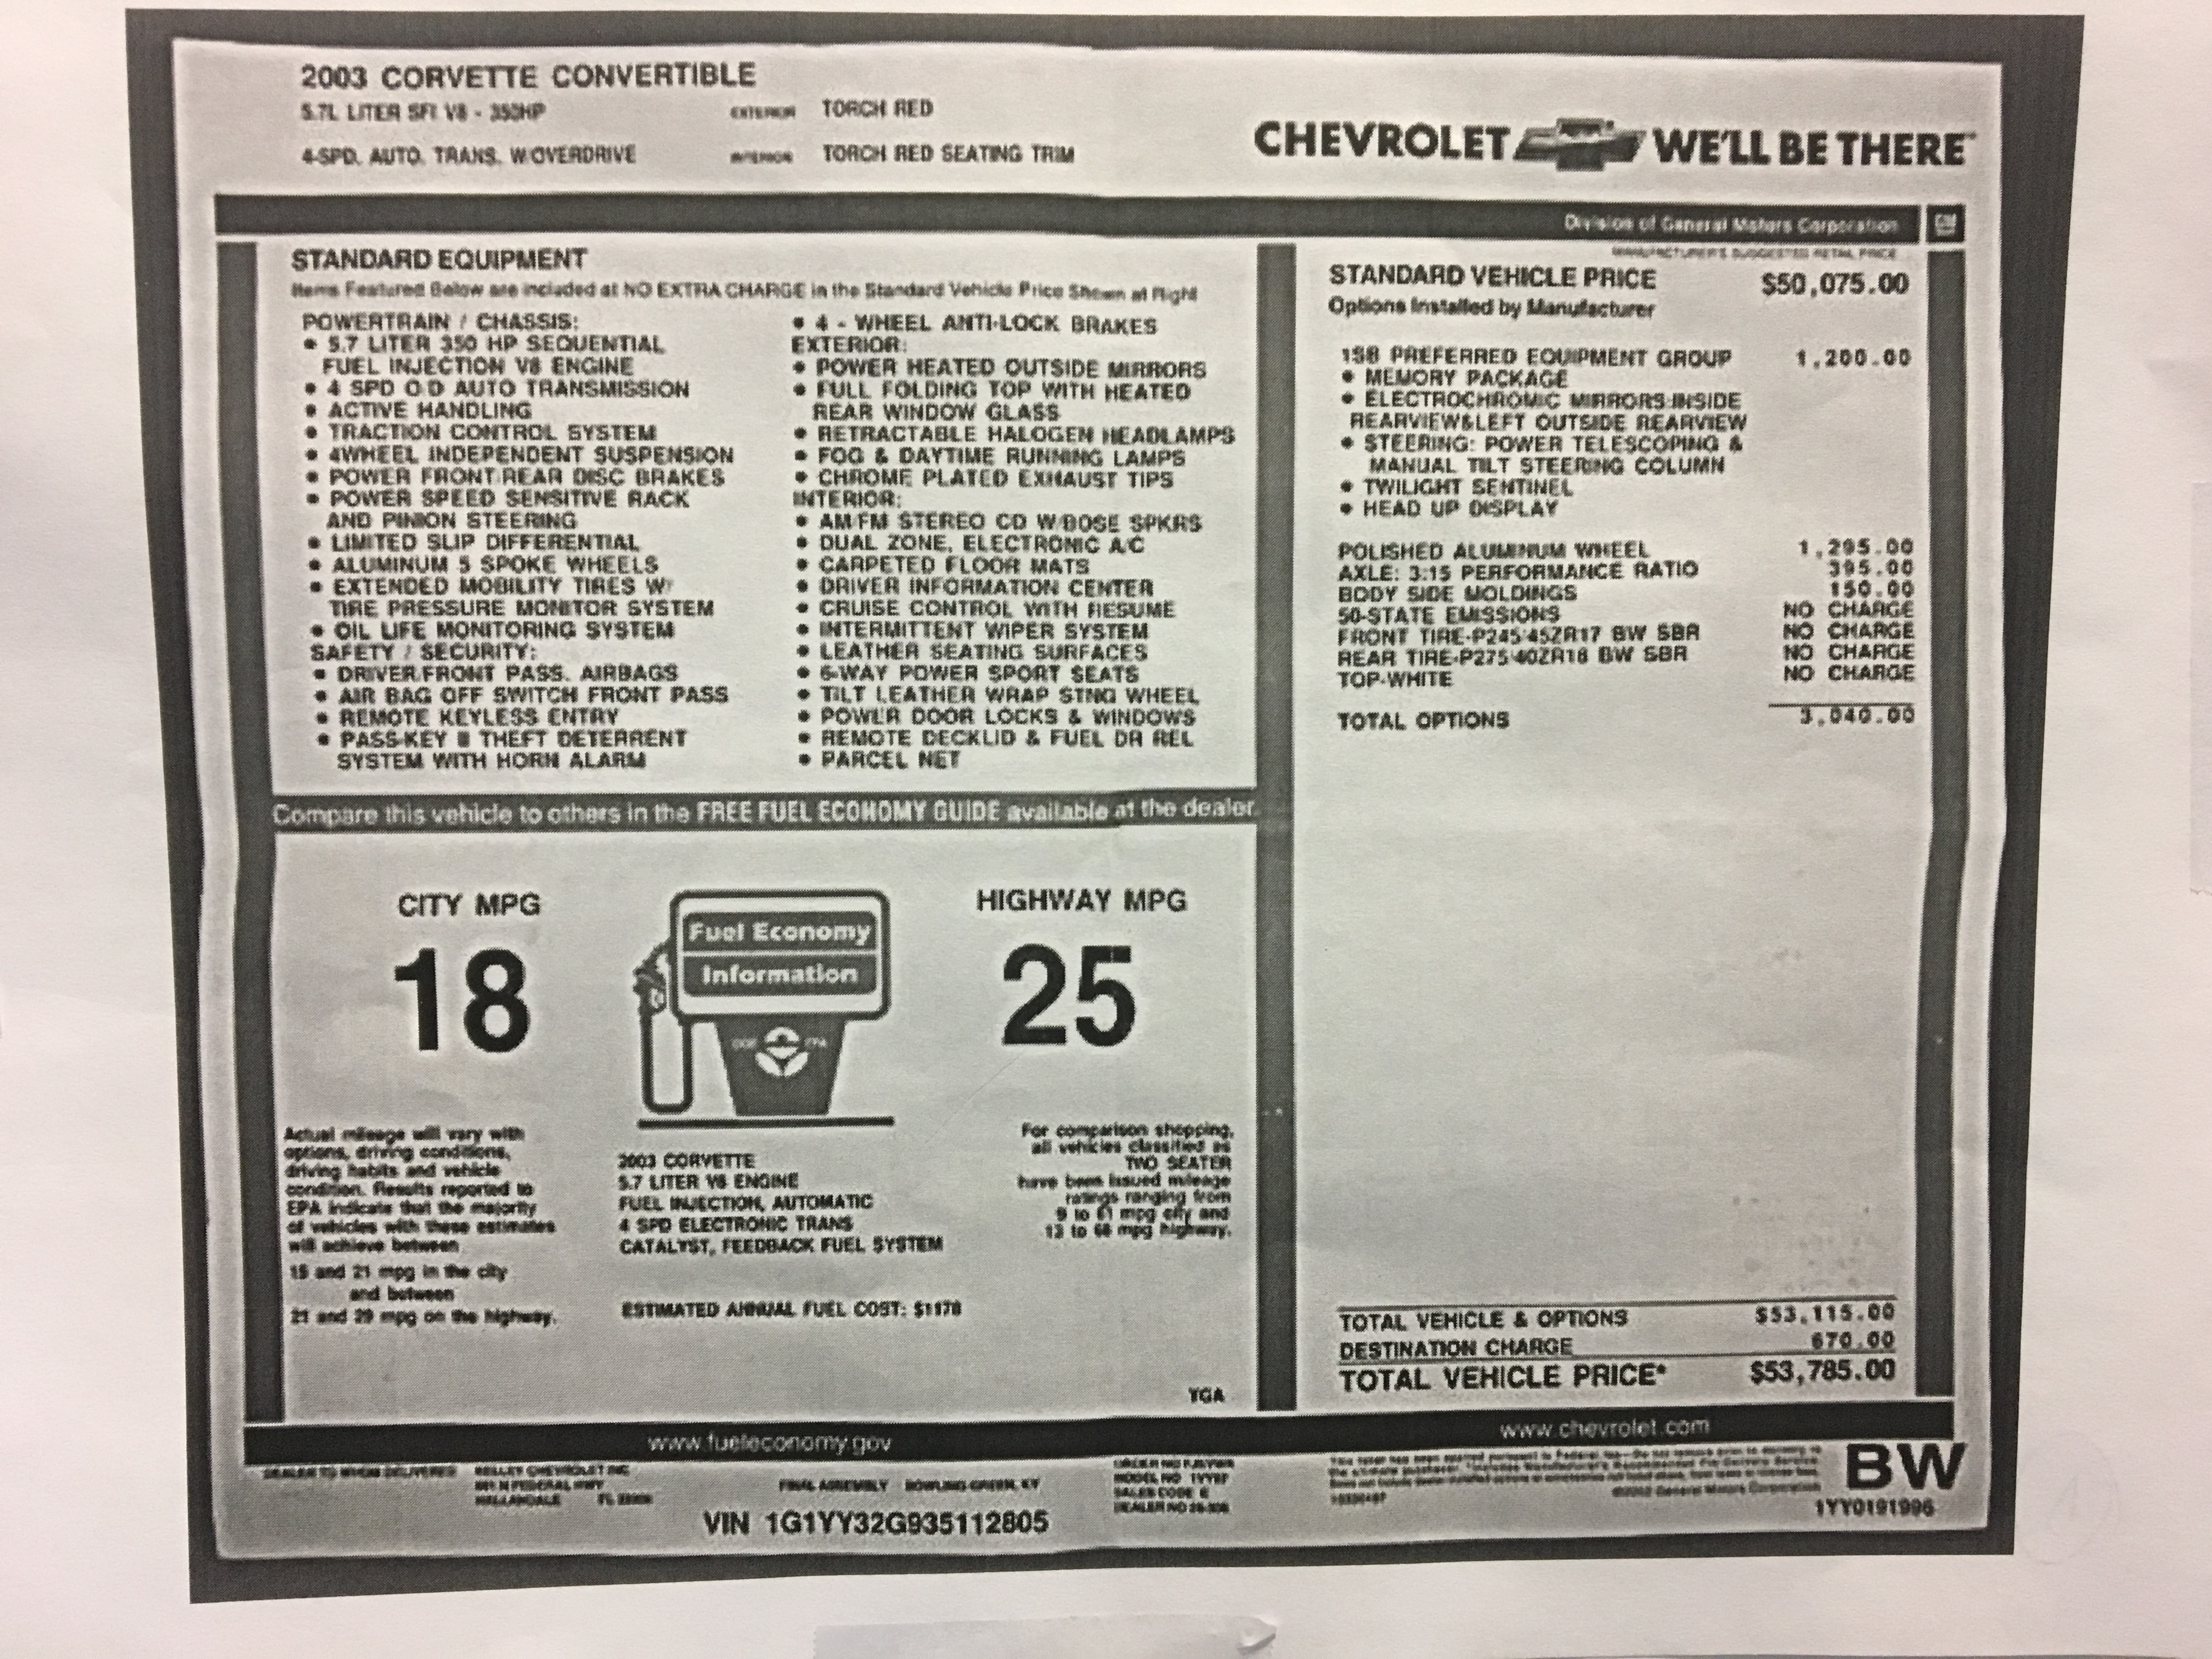 2003 CORVETTE CONVERTIBLE
5.7L LITER SFI V8 - 350HP
4-SPD. AUTO. TRANS. W/OVERDRIVE
EXTERIOR TORCH RED
INTERIOR TORCH RED SEATING TRIM
CHEVROLET WE'LL BE THERE
Division of General Motors Corporation
GM
STANDARD EQUIPMENT
Items Featured Below are included at NO EXTRA CHARGE in the Standard Vehicle Price Shown at Right
POWERTRAIN / CHASSIS:
• 5.7 LITER 350 HP SEQUENTIAL
FUEL INJECTION V8 ENGINE
• 4 SPD O/D AUTO TRANSMISSION
• ACTIVE HANDLING
• TRACTION CONTROL SYSTEM
• 4WHEEL INDEPENDENT SUSPENSION
• POWER FRONT/REAR DISC BRAKES
• POWER SPEED SENSITIVE RACK
AND PINION STEERING
• LIMITED SLIP DIFFERENTIAL
• ALUMINUM 5 SPOKE WHEELS
• EXTENDED MOBILITY TIRES W/
TIRE PRESSURE MONITOR SYSTEM
• OIL LIFE MONITORING SYSTEM
SAFETY / SECURITY:
• DRIVER/FRONT PASS. AIRBAGS
• AIR BAG OFF SWITCH FRONT PASS
• REMOTE KEYLESS ENTRY
• PASS-KEY II THEFT DETERRENT
SYSTEM WITH HORN ALARM
• 4 - WHEEL ANTI-LOCK BRAKES
EXTERIOR:
• POWER HEATED OUTSIDE MIRRORS
• FULL FOLDING TOP WITH HEATED
REAR WINDOW GLASS
• RETRACTABLE HALOGEN HEADLAMPS
• FOG & DAYTIME RUNNING LAMPS
• CHROME PLATED EXHAUST TIPS
INTERIOR:
• AM/FM STEREO CD W/BOSE SPKRS
• DUAL ZONE, ELECTRONIC A/C
• CARPETED FLOOR MATS
• DRIVER INFORMATION CENTER
• CRUISE CONTROL WITH RESUME
• INTERMITTENT WIPER SYSTEM
• LEATHER SEATING SURFACES
• 6-WAY POWER SPORT SEATS
• TILT LEATHER WRAP STNG WHEEL
• POWER DOOR LOCKS & WINDOWS
• REMOTE DECKLID & FUEL DR REL
• PARCEL NET
MANUFACTURER'S SUGGESTED RETAIL PRICE
STANDARD VEHICLE PRICE $50,075.00
Options Installed by Manufacturer
1SB PREFERRED EQUIPMENT GROUP 1,200.00
• MEMORY PACKAGE
• ELECTROCHROMIC MIRRORS:INSIDE
REARVIEW&LEFT OUTSIDE REARVIEW
• STEERING: POWER TELESCOPING &
MANUAL TILT STEERING COLUMN
• TWILIGHT SENTINEL
• HEAD UP DISPLAY
POLISHED ALUMINUM WHEEL 1,295.00
AXLE: 3:15 PERFORMANCE RATIO 395.00
BODY SIDE MOLDINGS 150.00
50-STATE EMISSIONS NO CHARGE
FRONT TIRE-P245/45ZR17 BW SBR NO CHARGE
REAR TIRE-P275/40ZR18 BW SBR NO CHARGE
TOP-WHITE NO CHARGE
TOTAL OPTIONS 3,040.00
Compare this vehicle to others in the FREE FUEL ECONOMY GUIDE available at the dealer.
CITY MPG
18
Fuel Economy
Information
DOE EPA
HIGHWAY MPG
25
Actual mileage will vary with
options, driving conditions,
driving habits and vehicle
condition. Results reported to
EPA indicate that the majority
of vehicles with these estimates
will achieve between
15 and 21 mpg in the city
and between
21 and 29 mpg on the highway.
2003 CORVETTE
5.7 LITER V8 ENGINE
FUEL INJECTION, AUTOMATIC
4 SPD ELECTRONIC TRANS
CATALYST, FEEDBACK FUEL SYSTEM
ESTIMATED ANNUAL FUEL COST: $1178
For comparison shopping,
all vehicles classified as
TWO SEATER
have been issued mileage
ratings ranging from
9 to 61 mpg city and
13 to 68 mpg highway.
YGA
TOTAL VEHICLE & OPTIONS $53,115.00
DESTINATION CHARGE 670.00
TOTAL VEHICLE PRICE* $53,785.00
www.fueleconomy.gov
www.chevrolet.com
DEALER TO WHOM DELIVERED
KELLEY CHEVROLET INC
N FEDERAL HWY
HALLANDALE FL
FINAL ASSEMBLY BOWLING GREEN, KY
ORDER NO
MODEL NO 1YY67
SALES CODE E
DEALER NO
General Motors Corporation
BW
1YY0191996
VIN 1G1YY32G935112805